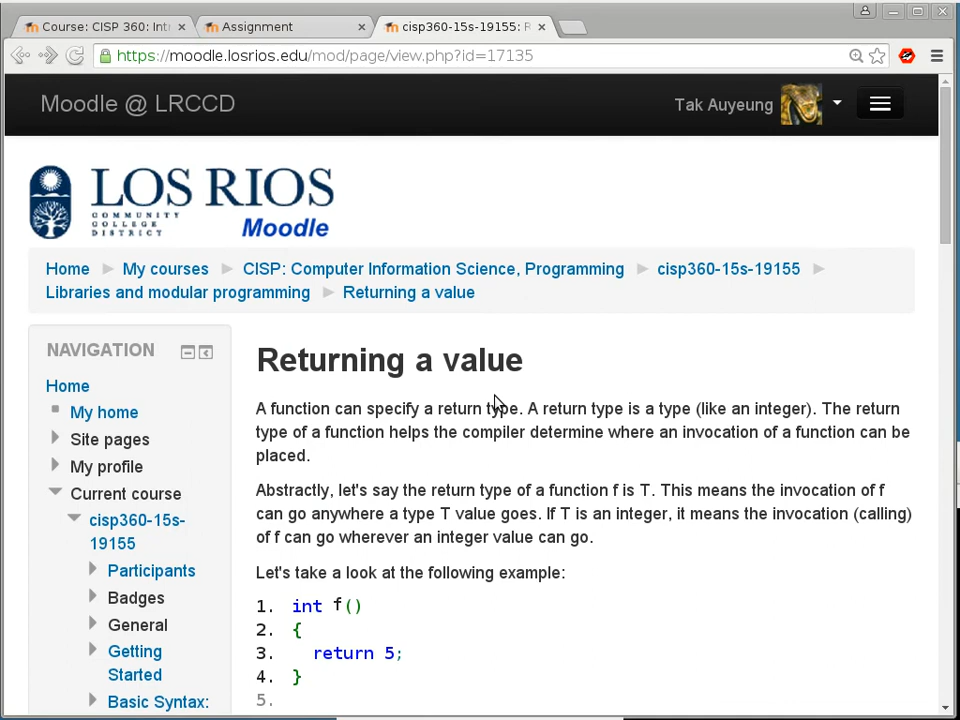 Course: CISP 360: Int
Assignment
cisp360-15s-19155: R
https://moodle.losrios.edu/mod/page/view.php?id=17135
Moodle @ LRCCD
Tak Auyeung
LOS RIOS
COMMUNITY
COLLEGE
DISTRICT
Moodle
Home My courses CISP: Computer Information Science, Programming cisp360-15s-19155
Libraries and modular programming Returning a value
NAVIGATION
Home
My home
Site pages
My profile
Current course
cisp360-15s-
19155
Participants
Badges
General
Getting
Started
Basic Syntax:
Returning a value
A function can specify a return type. A return type is a type (like an integer). The return
type of a function helps the compiler determine where an invocation of a function can be
placed.
Abstractly, let's say the return type of a function f is T. This means the invocation of f
can go anywhere a type T value goes. If T is an integer, it means the invocation (calling)
of f can go wherever an integer value can go.
Let's take a look at the following example:
1. int f()
2. {
3. return 5;
4. }
5.